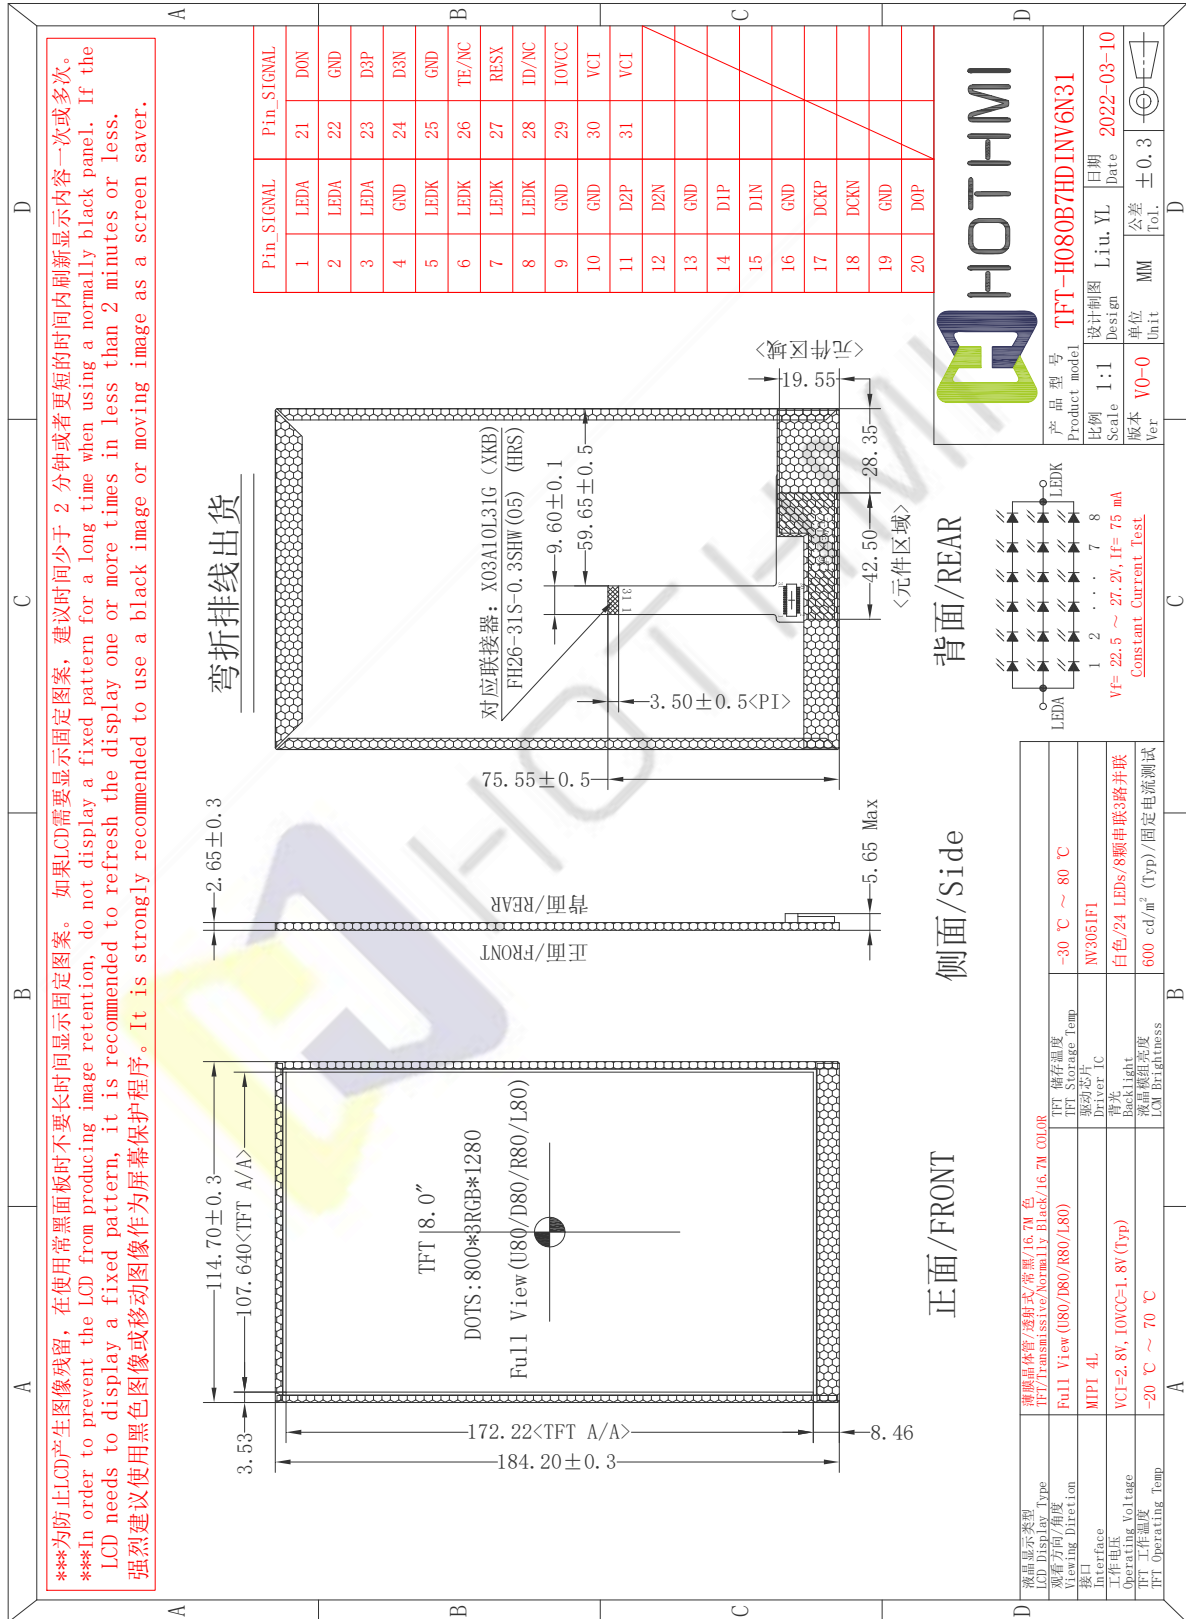 ***为防止LCD产生图像残留，在使用常黑面板时不要长时间显示固定图案。 如果LCD需要显示固定图案，建议时间少于 2 分钟或者更短的时间内刷新显示内容一次或多次。
***In order to prevent the LCD from producing image retention, do not display a fixed pattern for a long time when using a normally black panel. If the
LCD needs to display a fixed pattern, it is recommended to refresh the display one or more times in less than 2 minutes or less.
强烈建议使用黑色图像或移动图像作为屏幕保护程序。It is strongly recommended to use a black image or moving image as a screen saver.
A
B
C
D
A
B
C
D
A
B
C
D
A
B
C
D
114.70±0.3
107.640<TFT A/A>
3.53
TFT 8.0"
DOTS:800*3RGB*1280
Full View(U80/D80/R80/L80)
172.22<TFT A/A>
184.20±0.3
8.46
正面/FRONT
2.65±0.3
正面/FRONT
背面/REAR
5.65 Max
侧面/Side
弯折排线出货
对应联接器: X03A10L31G (XKB)
FH26-31S-0.3SHW(05) (HRS)
9.60±0.1
59.65±0.5
31 1
3.50±0.5<PI>
75.55±0.5
19.55
<元件区域>
28.35
42.50
<元件区域>
背面/REAR
Pin_SIGNAL Pin_SIGNAL
1 LEDA 21 D0N
2 LEDA 22 GND
3 LEDA 23 D3P
4 GND 24 D3N
5 LEDK 25 GND
6 LEDK 26 TE/NC
7 LEDK 27 RESX
8 LEDK 28 ID/NC
9 GND 29 IOVCC
10 GND 30 VCI
11 D2P 31 VCI
12 D2N
13 GND
14 D1P
15 D1N
16 GND
17 DCKP
18 DCKN
19 GND
20 D0P
LEDA
LEDK
1 2 . . . 7 8
Vf= 22.5 ～ 27.2V,If= 75 mA
Constant Current Test
液晶显示类型
LCD Display Type
薄膜晶体管/透射式/常黑/16.7M 色
TFT/Transmissive/Normally Black/16.7M COLOR
观看方向/角度
Viewing Diretion
Full View(U80/D80/R80/L80)
TFT 储存温度
TFT Storage Temp
-30 ℃ ～ 80 ℃
接口
Interface
MIPI 4L
驱动芯片
Driver IC
NV3051F1
工作电压
Operating Voltage
VCI=2.8V, IOVCC=1.8V(Typ)
背光
Backlight
白色/24 LEDs/8颗串联3路并联
TFT 工作温度
TFT Operating Temp
-20 ℃ ～ 70 ℃
液晶模组亮度
LCM Brightness
600 cd/m² (Typ)/固定电流测试
HOTHMI
产 品 型 号
Product model
TFT-H080B7HDINV6N31
比例
Scale
1:1
设计制图
Design
Liu. YL
日期
Date
2022-03-10
版本
Ver
V0-0
单位
Unit
MM
公差
Tol.
±0.3
HOTHMI